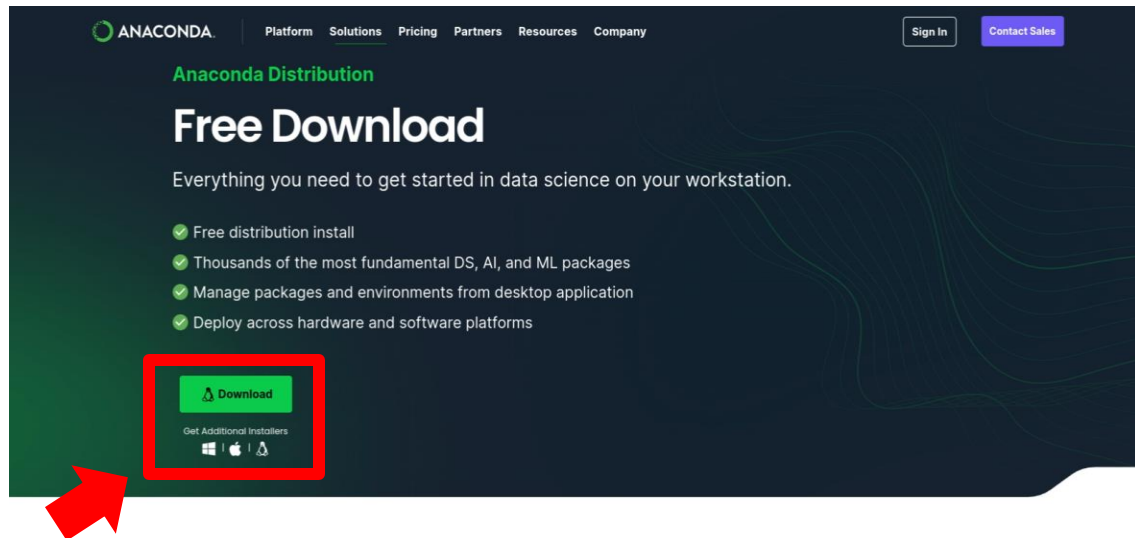 ANACONDA.
Platform Solutions Pricing Partners Resources Company
Sign In
Contact Sales
Anaconda Distribution
Free Download
Everything you need to get started in data science on your workstation.
Free distribution install
Thousands of the most fundamental DS, AI, and ML packages
Manage packages and environments from desktop application
Deploy across hardware and software platforms
Download
Get Additional Installers